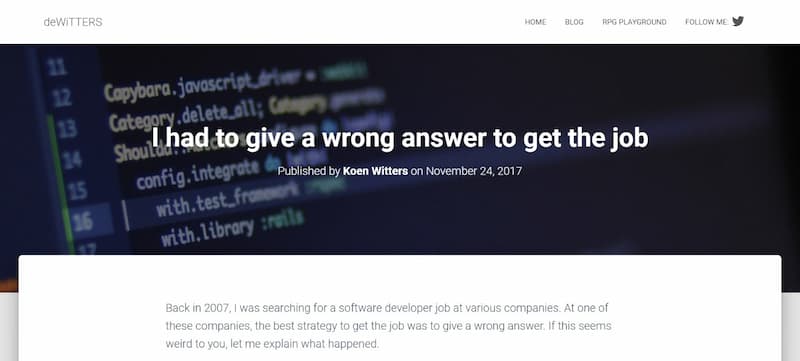 deWiTTERS
HOME BLOG RPG PLAYGROUND FOLLOW ME
11
12 Capybara.javascript_driver = :webkit
13 Category.delete_all; Category
14 Shoulda::
15 config.integrate do
16 with.test_framework :rspec
17 with.library :rails
I had to give a wrong answer to get the job
Published by Koen Witters on November 24, 2017
Back in 2007, I was searching for a software developer job at various companies. At one of
these companies, the best strategy to get the job was to give a wrong answer. If this seems
weird to you, let me explain what happened.